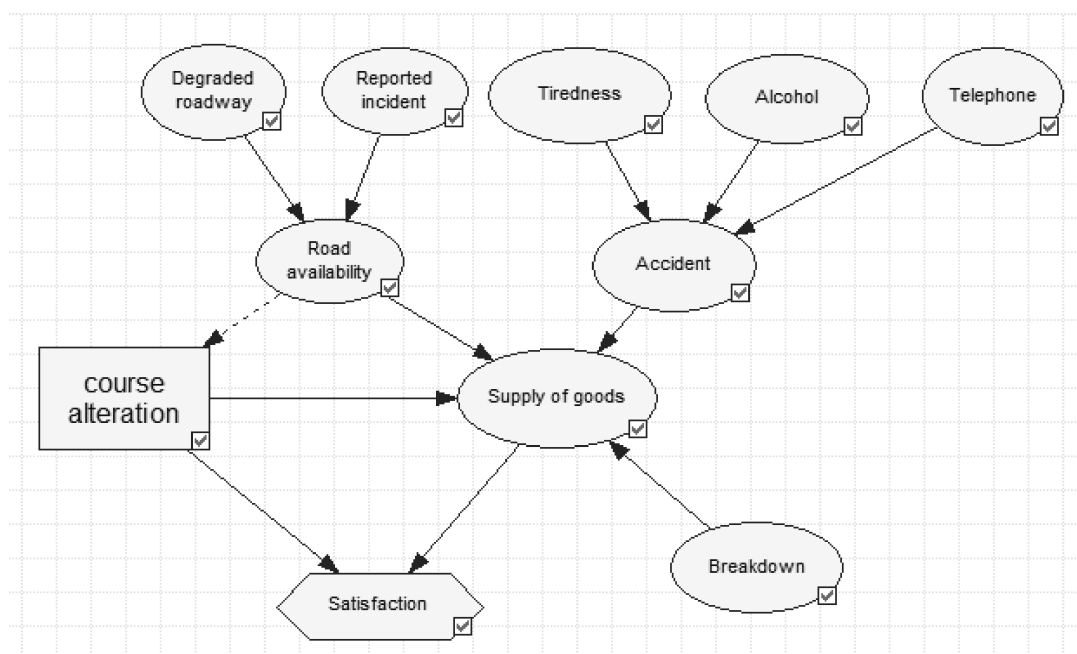 Degraded
roadway
Reported
incident
Tiredness
Alcohol
Telephone
Road
availability
Accident
course
alteration
Supply of goods
Breakdown
Satisfaction